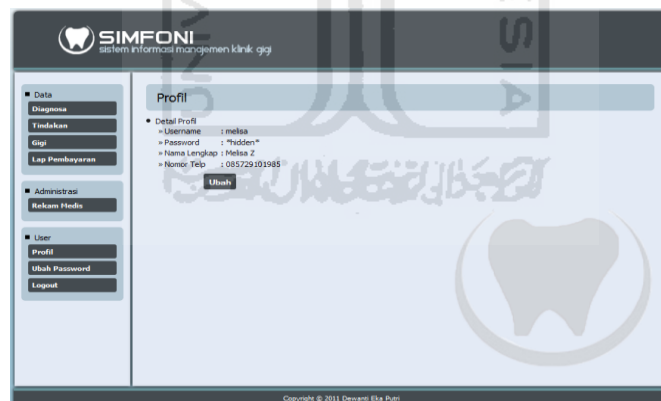 SIMFONI
sistem informasi manajemen klinik gigi
Data
Diagnosa
Tindakan
Gigi
Lap Pembayaran
Administrasi
Rekam Medis
User
Profil
Ubah Password
Logout
Profil
Detail Profil
» Username : melisa
» Password : *hidden*
» Nama Lengkap : Melisa Z
» Nomor Telp : 085729101985
Ubah
Copyright © 2011 Dewanti Eka Putri